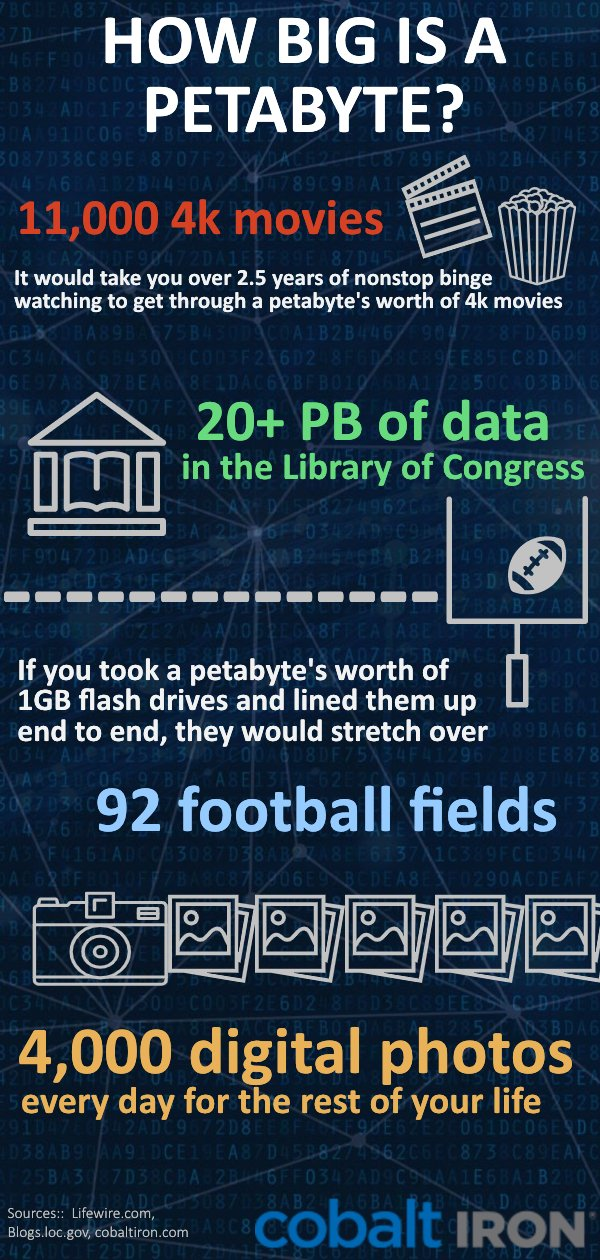 HOW BIG IS A
PETABYTE?
11,000 4k movies
It would take you over 2.5 years of nonstop binge
watching to get through a petabyte's worth of 4k movies
20+ PB of data
in the Library of Congress
If you took a petabyte's worth of
1GB flash drives and lined them up
end to end, they would stretch over
92 football fields
4,000 digital photos
every day for the rest of your life
Sources:: Lifewire.com,
Blogs.loc.gov, cobaltiron.com
cobalt IRON